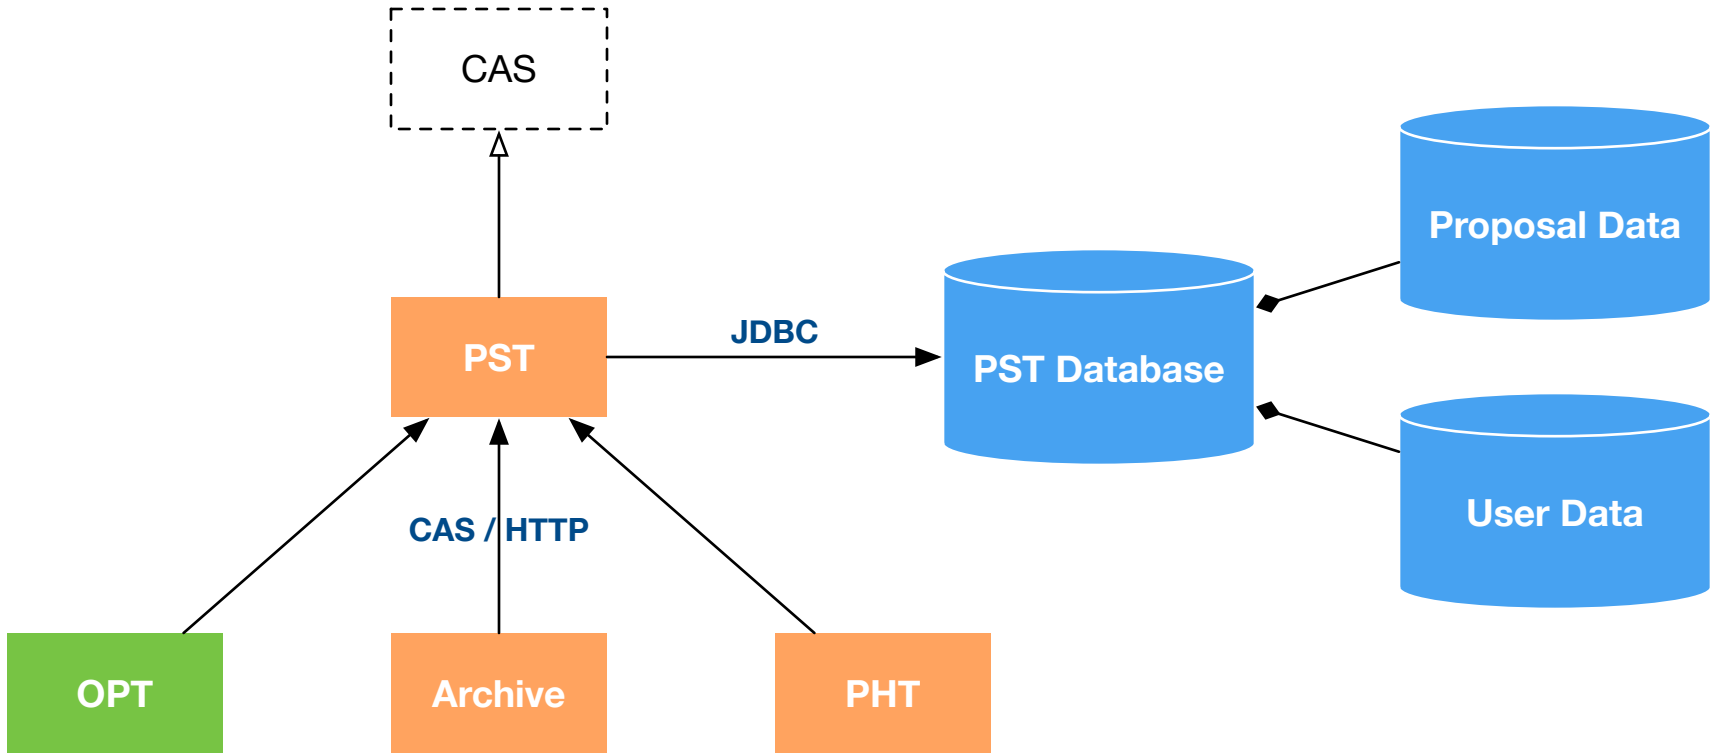 CAS
Proposal Data
JDBC
PST
PST Database
User Data
CAS / HTTP
OPT
Archive
PHT